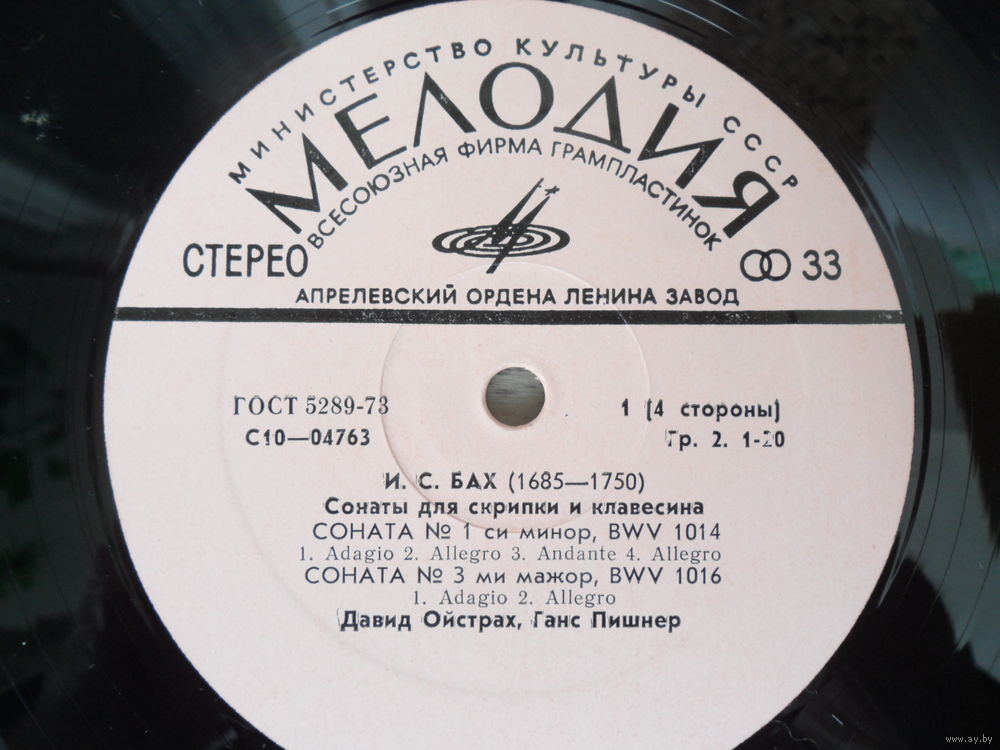 МИНИСТЕРСТВО КУЛЬТУРЫ СССР
МЕЛОДИЯ
ВСЕСОЮЗНАЯ ФИРМА ГРАМПЛАСТИНОК
СТЕРЕО
33
АПРЕЛЕВСКИЙ ОРДЕНА ЛЕНИНА ЗАВОД
ГОСТ 5289-73
1 (4 стороны)
С10—04763
Гр. 2. 1-20
И. С. БАХ (1685—1750)
Сонаты для скрипки и клавесина
СОНАТА № 1 си минор, BWV 1014
1. Adagio 2. Allegro 3. Andante 4. Allegro
СОНАТА № 3 ми мажор, BWV 1016
1. Adagio 2. Allegro
Давид Ойстрах, Ганс Пишнер
www.ay.by